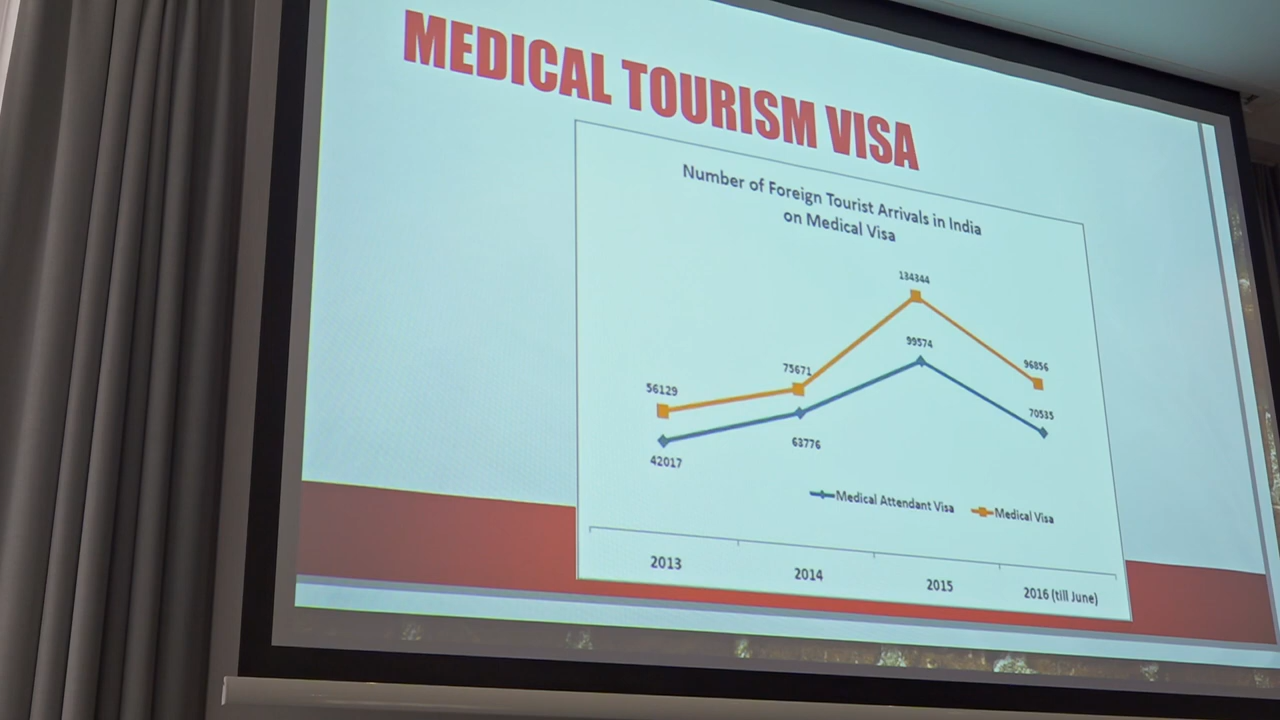 MEDICAL TOURISM VISA
Number of Foreign Tourist Arrivals in India
on Medical Visa
134344
99574
96856
75671
56129
70535
63776
42017
Medical Attendant Visa
Medical Visa
2013
2014
2015
2016 (till June)